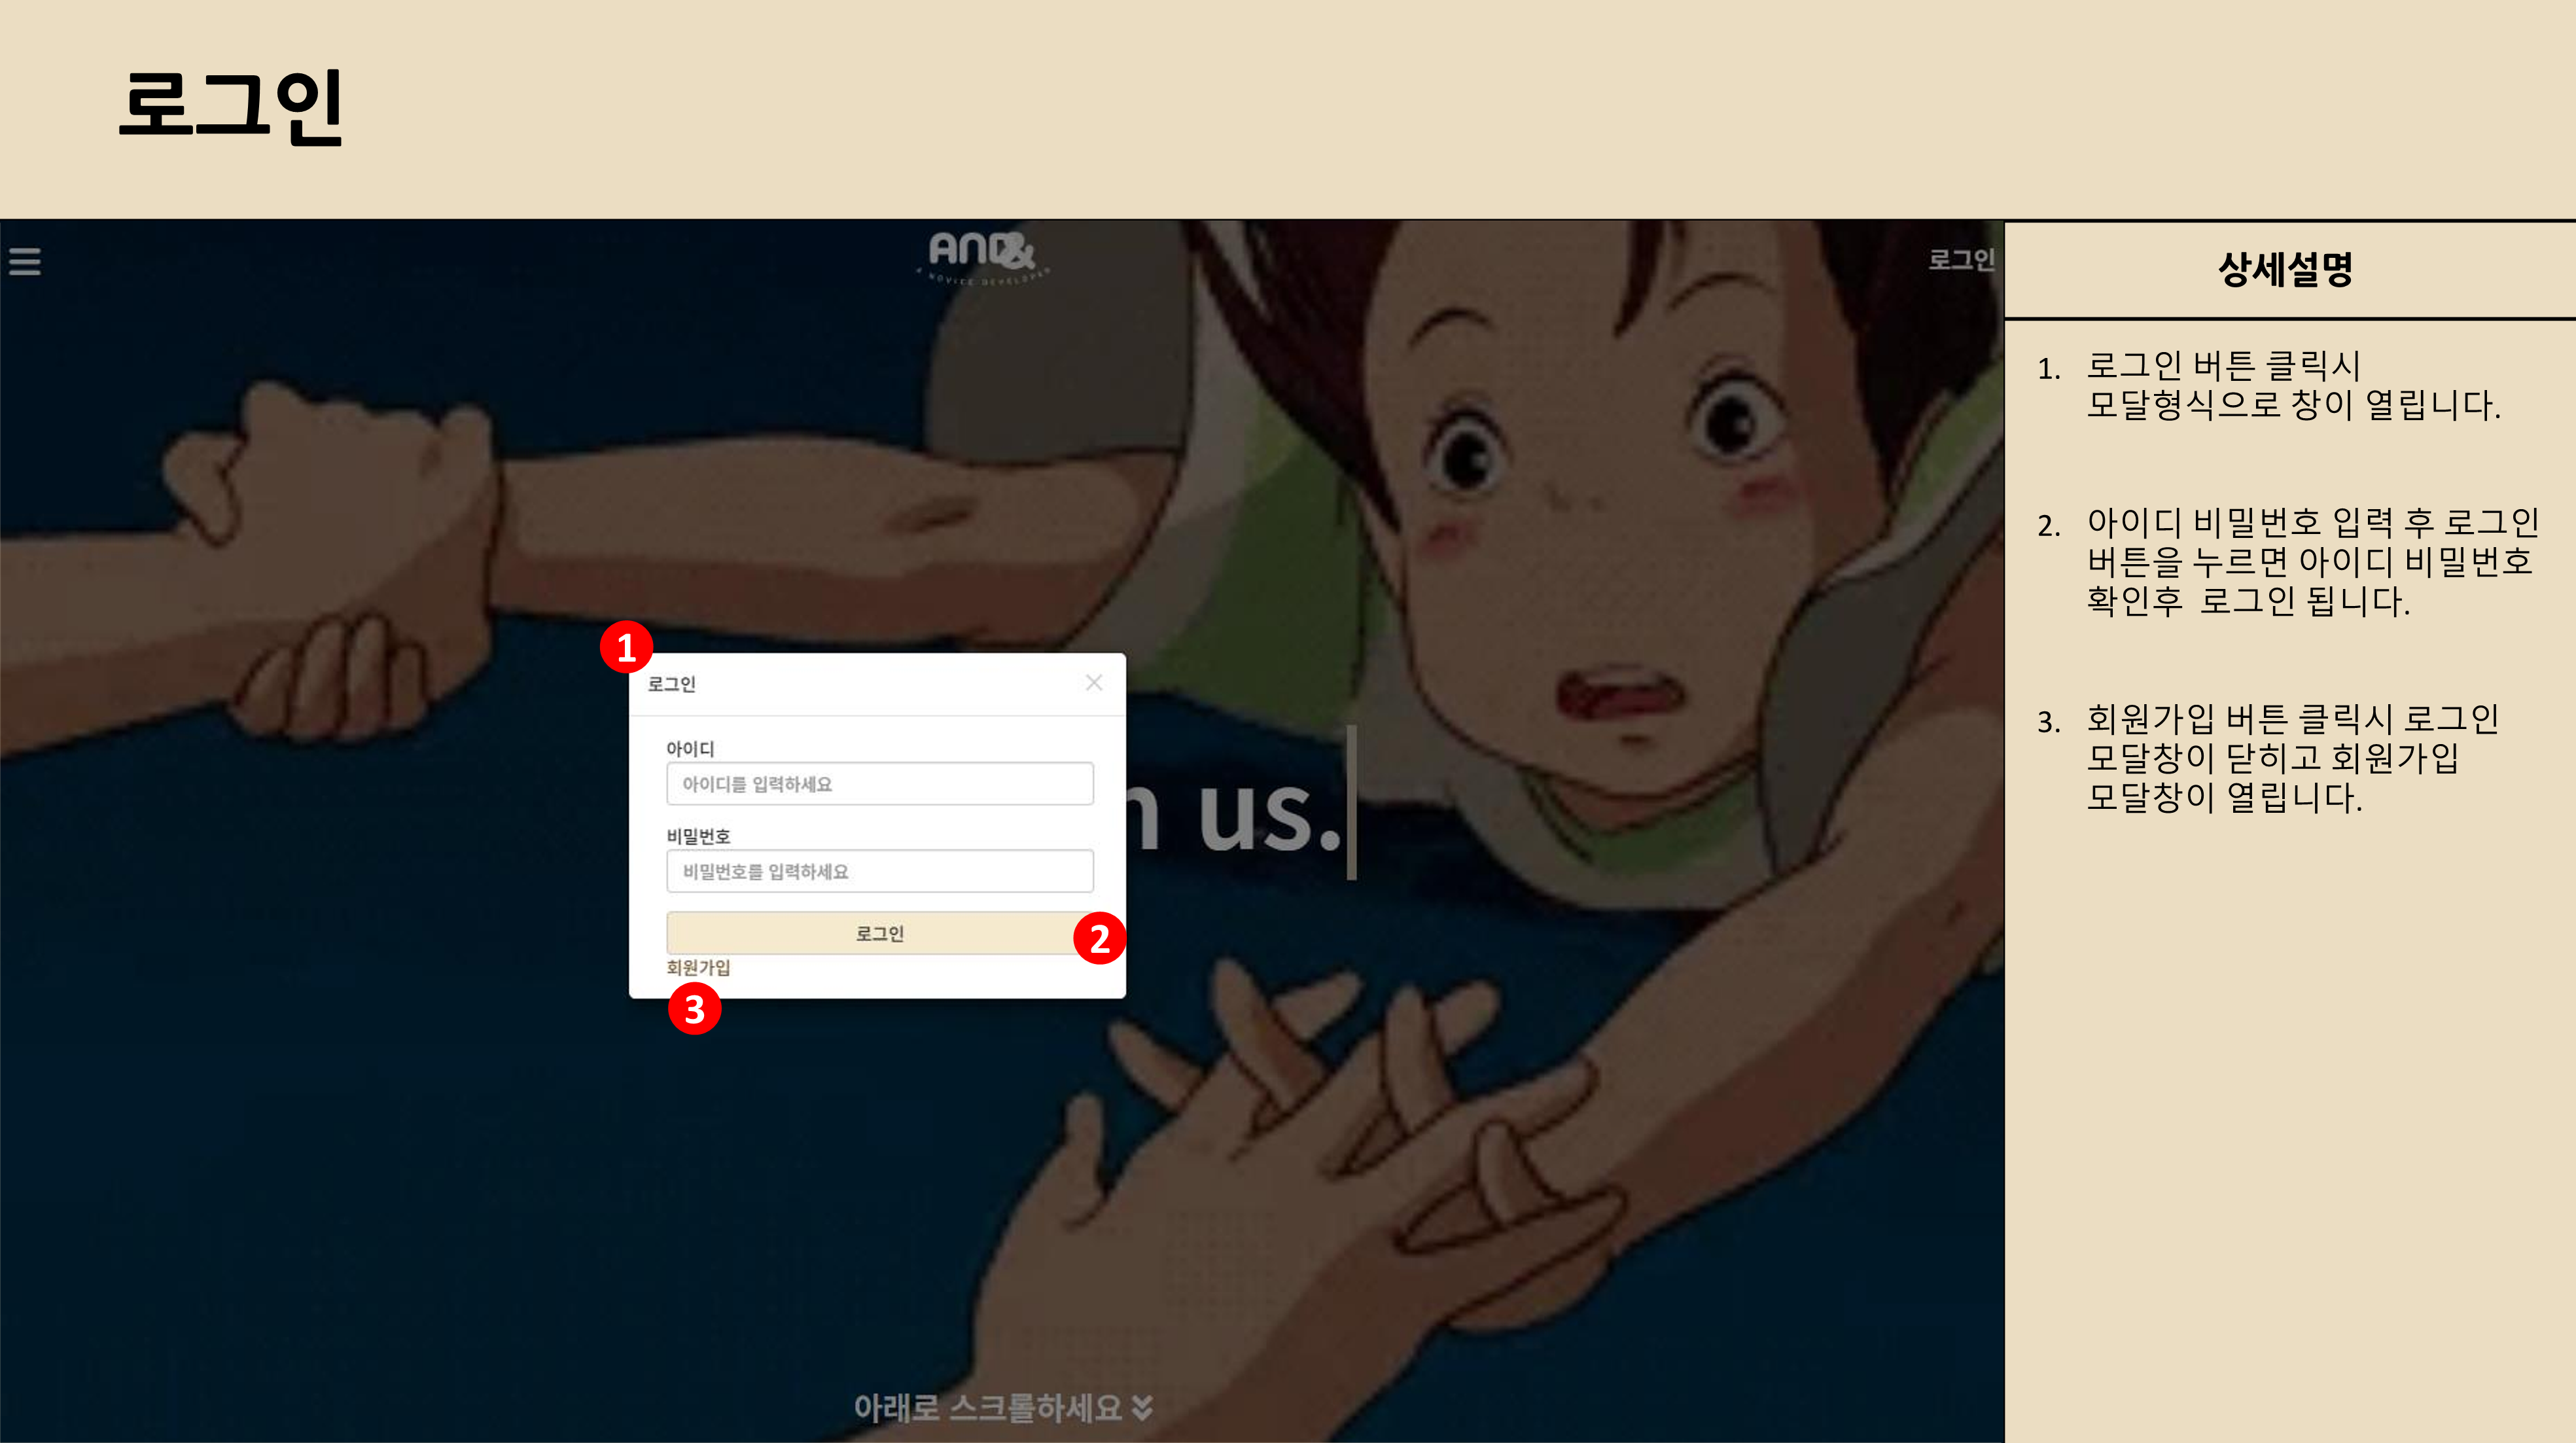 로그인
AND&
A NOVICE DEVELOPER
로그인
상세설명
1. 로그인 버튼 클릭시
모달형식으로 창이 열립니다.
2. 아이디 비밀번호 입력 후 로그인
버튼을 누르면 아이디 비밀번호
확인후  로그인 됩니다.
3. 회원가입 버튼 클릭시 로그인
모달창이 닫히고 회원가입
모달창이 열립니다.
1
로그인
아이디
아이디를 입력하세요
비밀번호
비밀번호를 입력하세요
us.
로그인
2
회원가입
3
아래로 스크롤하세요